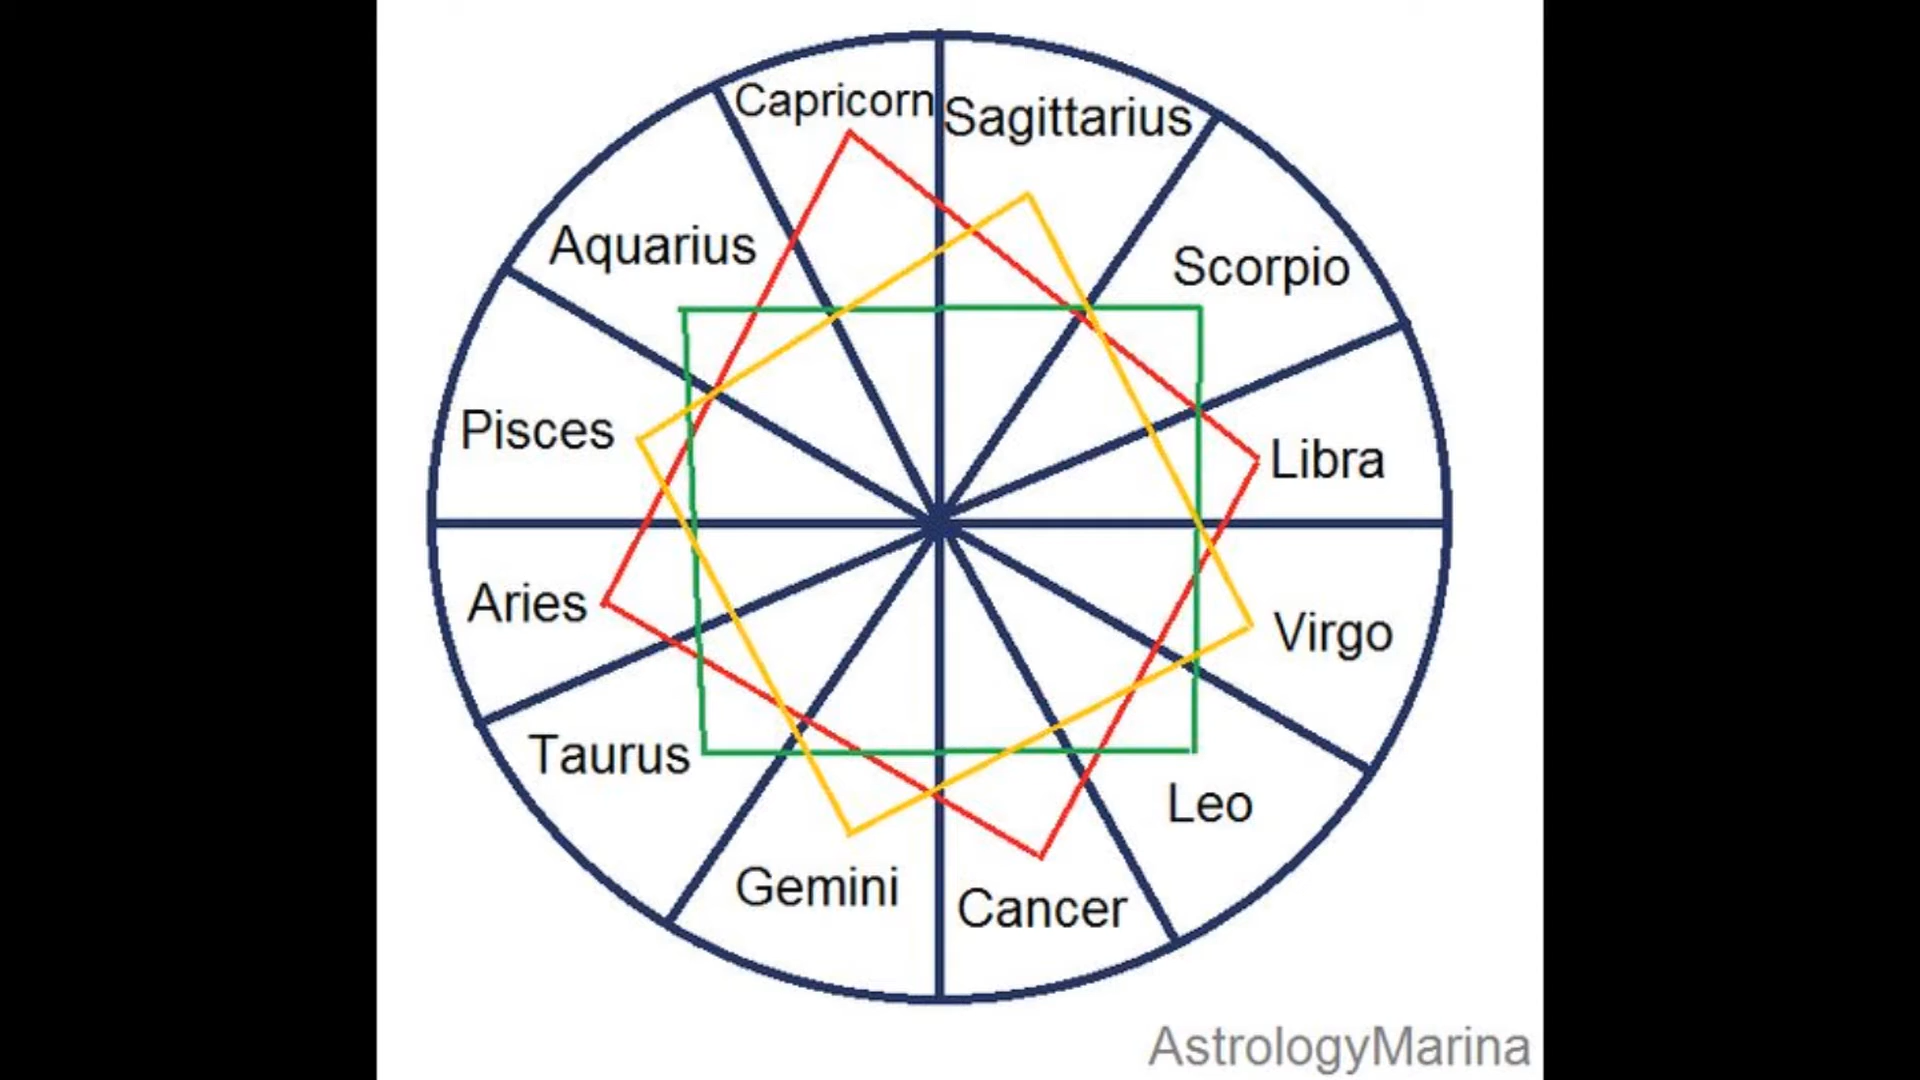 Capricorn
Sagittarius
Aquarius
Scorpio
Pisces
Libra
Aries
Virgo
Taurus
Leo
Gemini
Cancer
AstrologyMarina